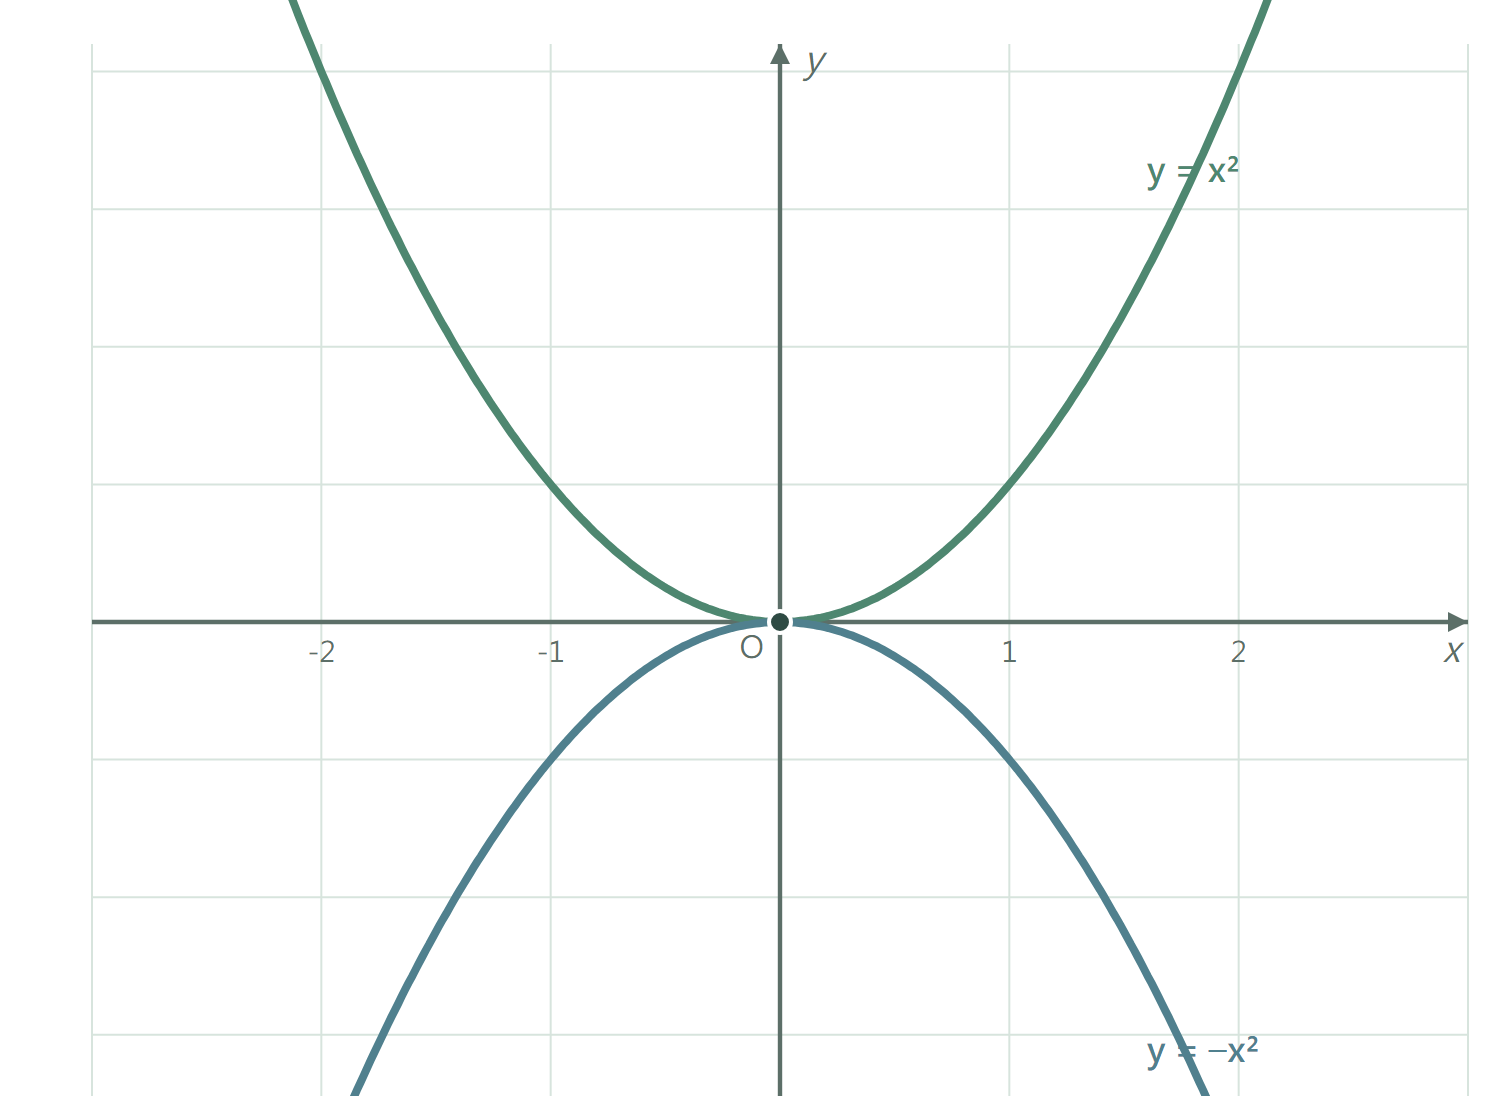 y
y = x²
-2 -1 O 1 2 x
y = –x²